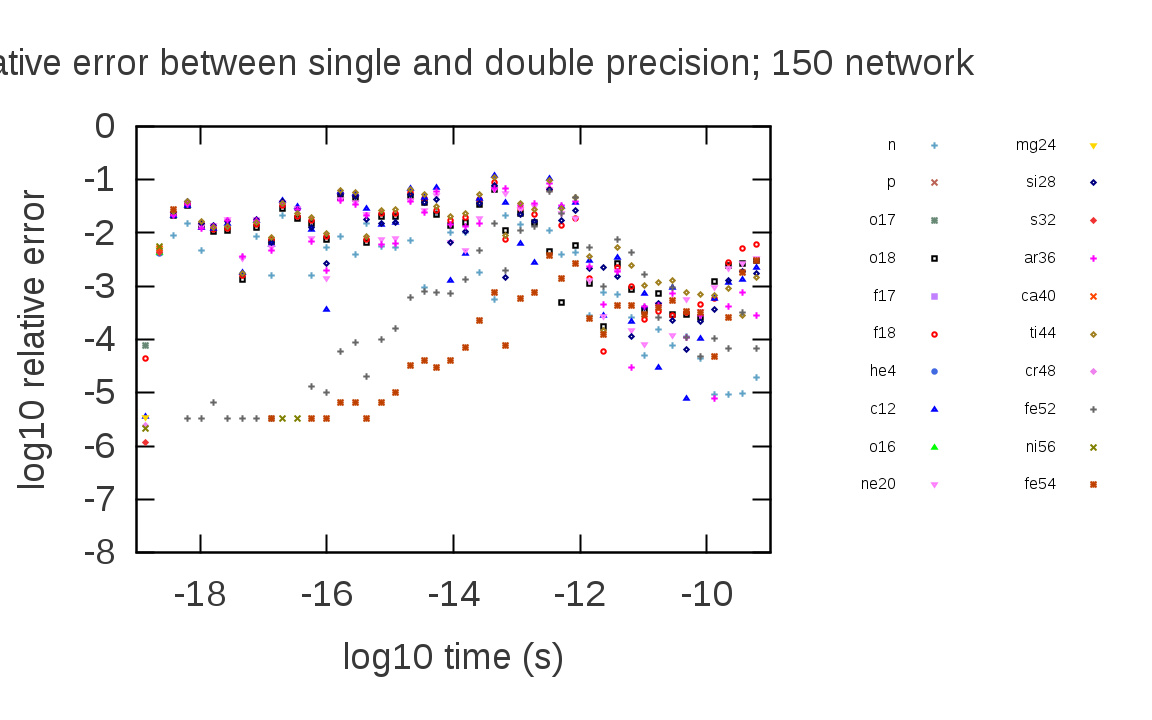 ative error between single and double precision; 150 network
0
-1
-2
-3
-4
-5
-6
-7
-8
log10 relative error
-18 -16 -14 -12 -10
log10 time (s)
n
p
o17
o18
f17
f18
he4
c12
o16
ne20
mg24
si28
s32
ar36
ca40
ti44
cr48
fe52
ni56
fe54